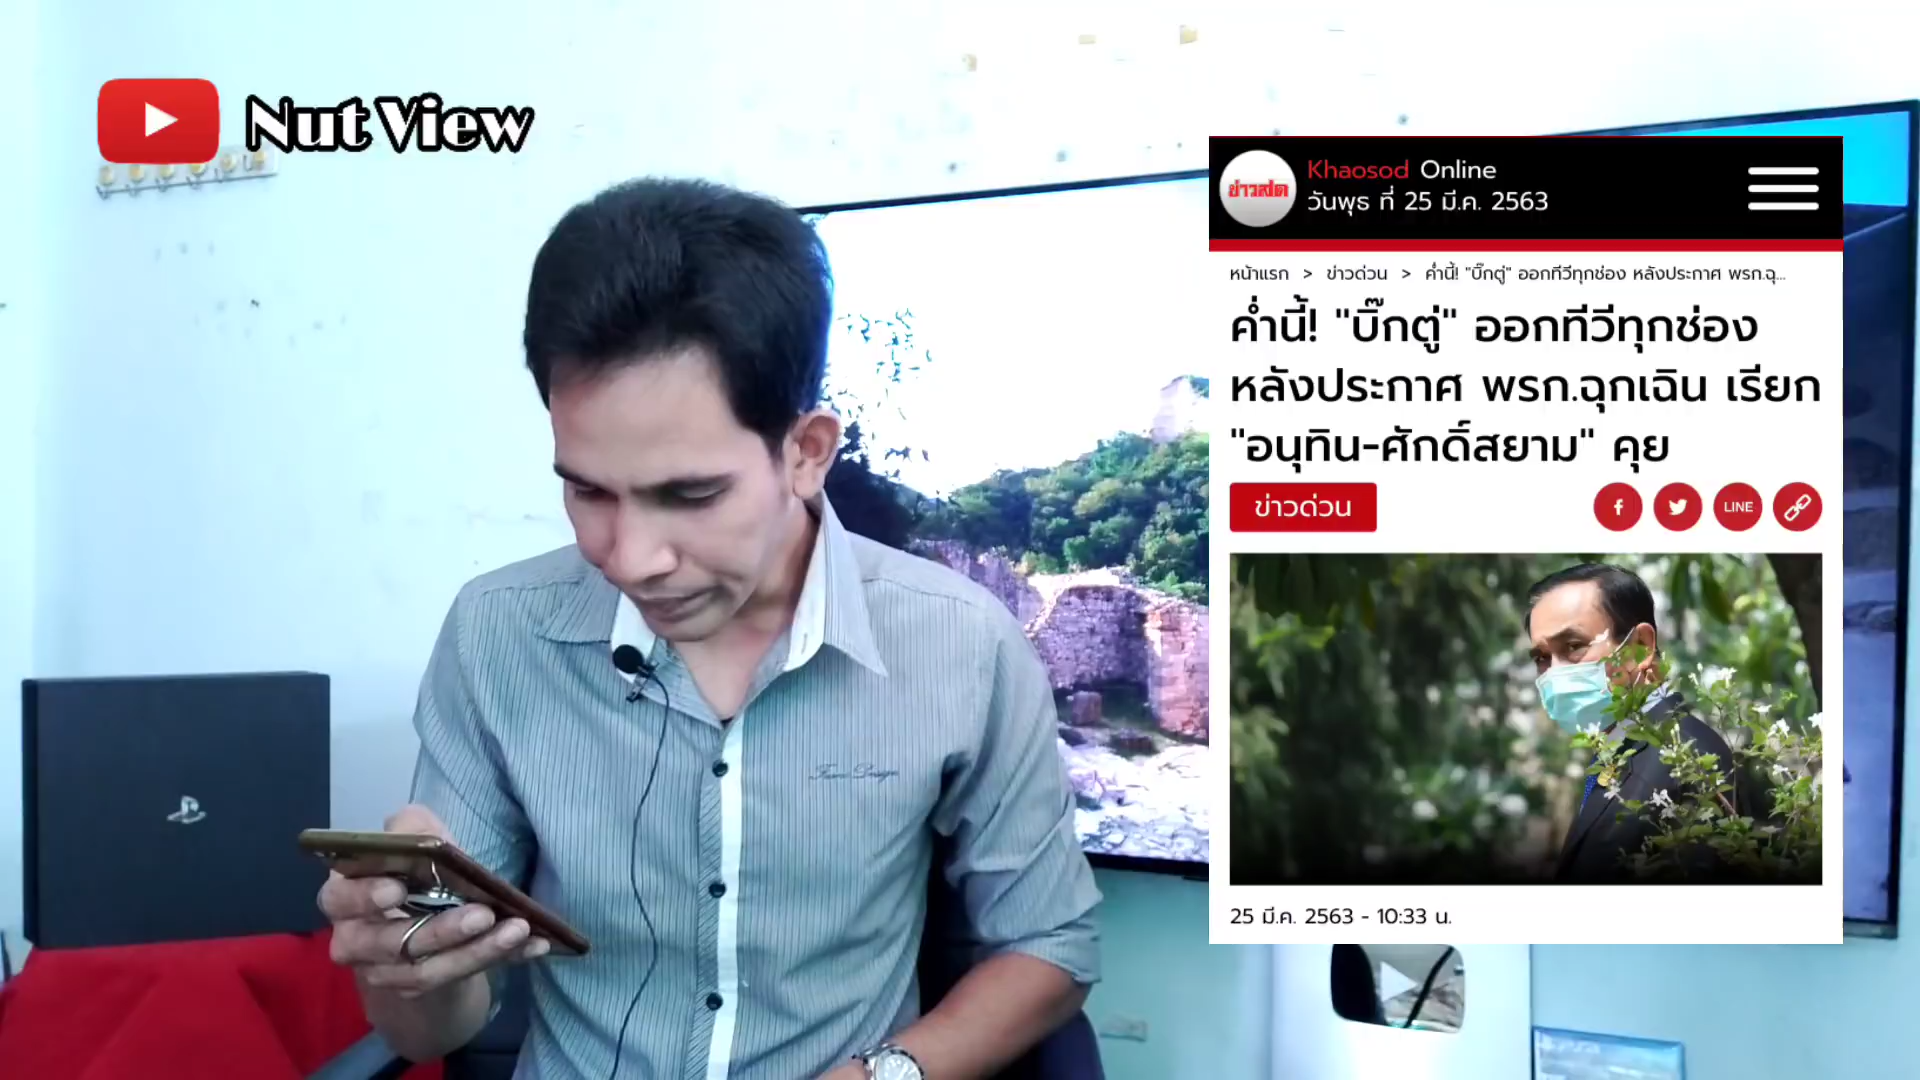 Nut View
ข่าวสด
Khaosod Online
วันพุธ ที่ 25 มี.ค. 2563
หน้าแรก > ข่าวด่วน > ค่ำนี้! "บิ๊กตู่" ออกทีวีทุกช่อง หลังประกาศ พรก.ฉุ...
ค่ำนี้! "บิ๊กตู่" ออกทีวีทุกช่อง
หลังประกาศ พรก.ฉุกเฉิน เรียก
"อนุทิน-ศักดิ์สยาม" คุย
ข่าวด่วน
LINE
25 มี.ค. 2563 - 10:33 น.